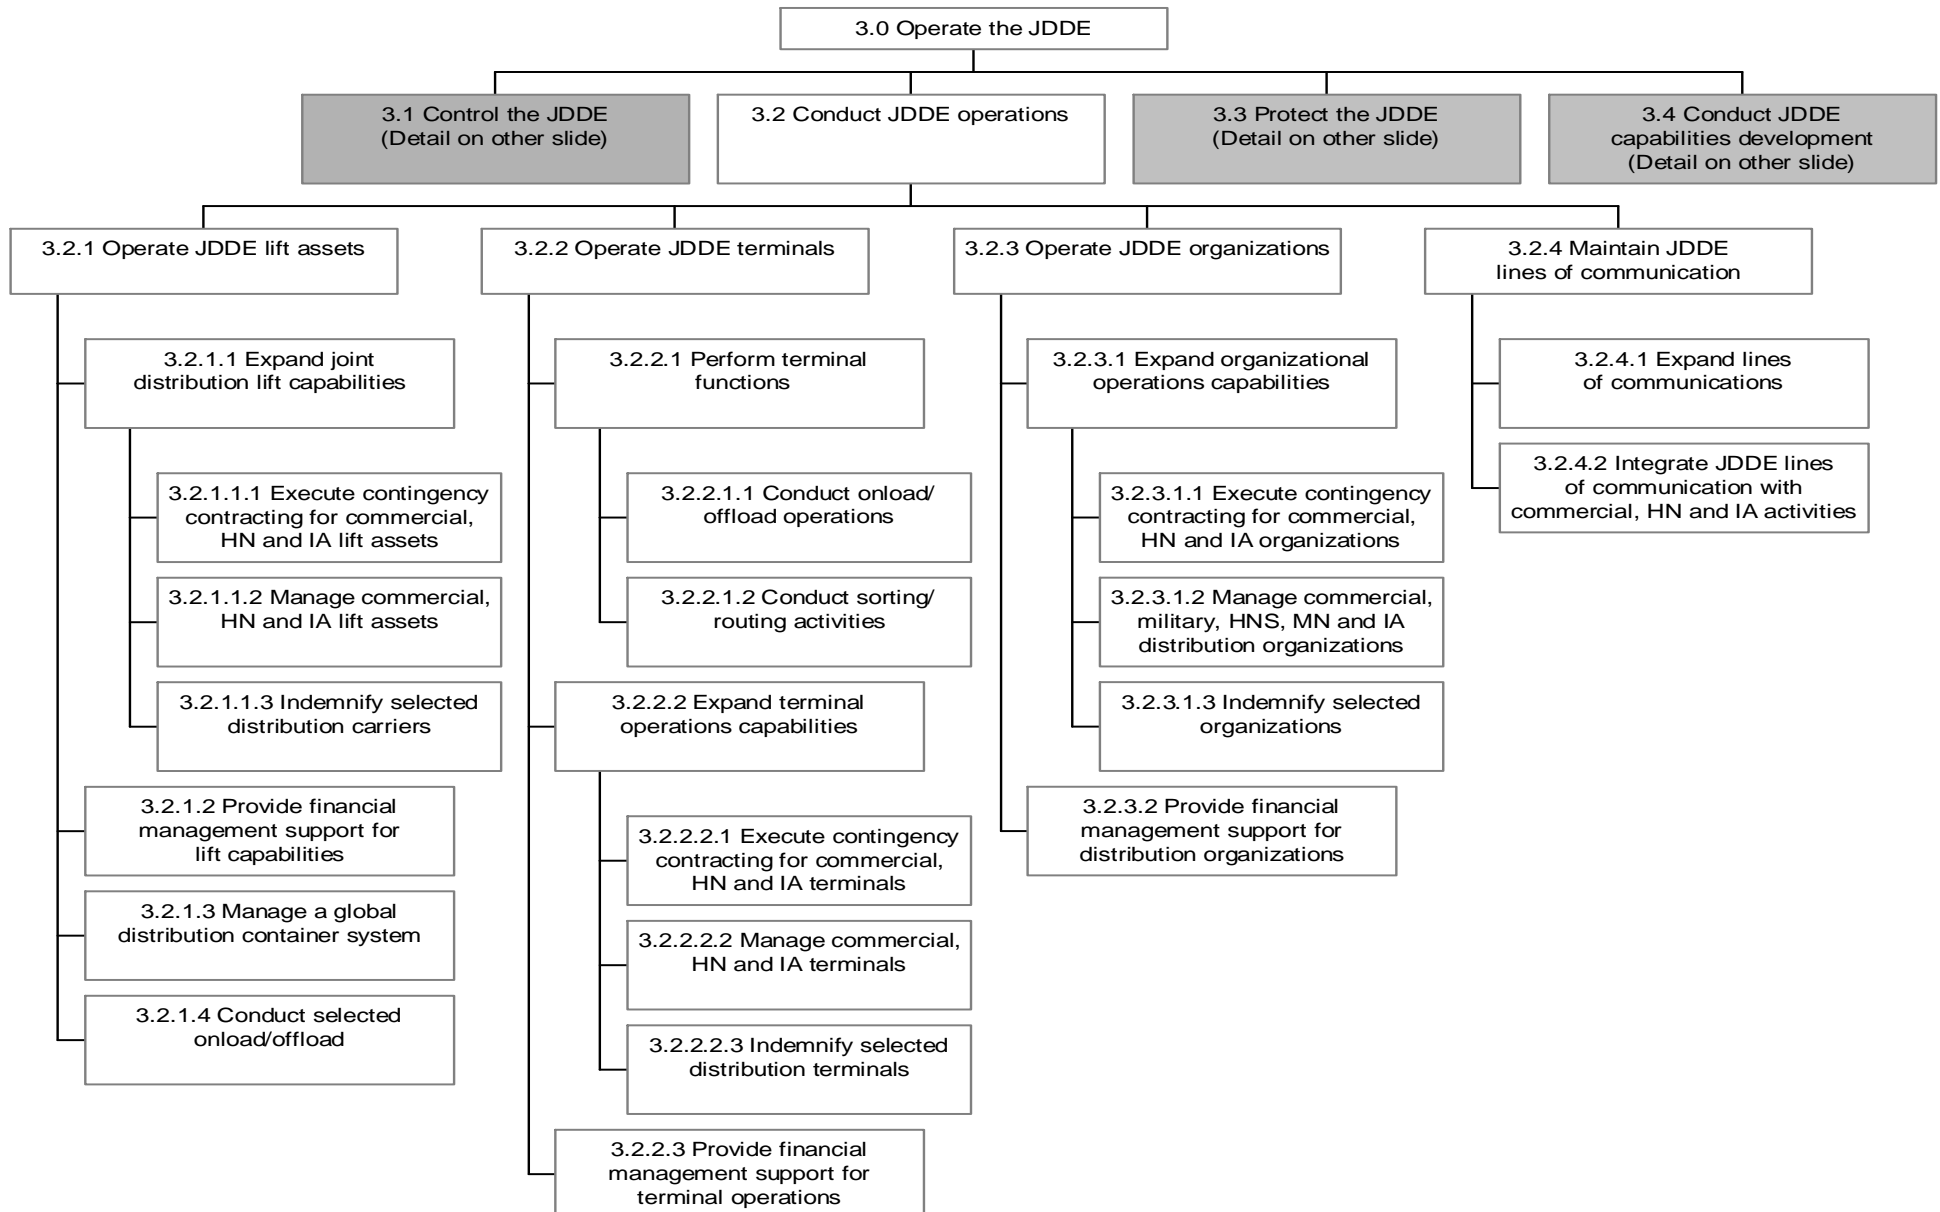 3.0 Operate the JDDE
3.1 Control the JDDE
(Detail on other slide)
3.2 Conduct JDDE operations
3.3 Protect the JDDE
(Detail on other slide)
3.4 Conduct JDDE
capabilities development
(Detail on other slide)
3.2.1 Operate JDDE lift assets
3.2.1.1 Expand joint
distribution lift capabilities
3.2.1.1.1 Execute contingency
contracting for commercial,
HN and IA lift assets
3.2.1.1.2 Manage commercial,
HN and IA lift assets
3.2.1.1.3 Indemnify selected
distribution carriers
3.2.1.2 Provide financial
management support for
lift capabilities
3.2.1.3 Manage a global
distribution container system
3.2.1.4 Conduct selected
onload/offload
3.2.2 Operate JDDE terminals
3.2.2.1 Perform terminal
functions
3.2.2.1.1 Conduct onload/
offload operations
3.2.2.1.2 Conduct sorting/
routing activities
3.2.2.2 Expand terminal
operations capabilities
3.2.2.2.1 Execute contingency
contracting for commercial,
HN and IA terminals
3.2.2.2.2 Manage commercial,
HN and IA terminals
3.2.2.2.3 Indemnify selected
distribution terminals
3.2.2.3 Provide financial
management support for
terminal operations
3.2.3 Operate JDDE organizations
3.2.3.1 Expand organizational
operations capabilities
3.2.3.1.1 Execute contingency
contracting for commercial,
HN and IA organizations
3.2.3.1.2 Manage commercial,
military, HNS, MN and IA
distribution organizations
3.2.3.1.3 Indemnify selected
organizations
3.2.3.2 Provide financial
management support for
distribution organizations
3.2.4 Maintain JDDE
lines of communication
3.2.4.1 Expand lines
of communications
3.2.4.2 Integrate JDDE lines
of communication with
commercial, HN and IA activities